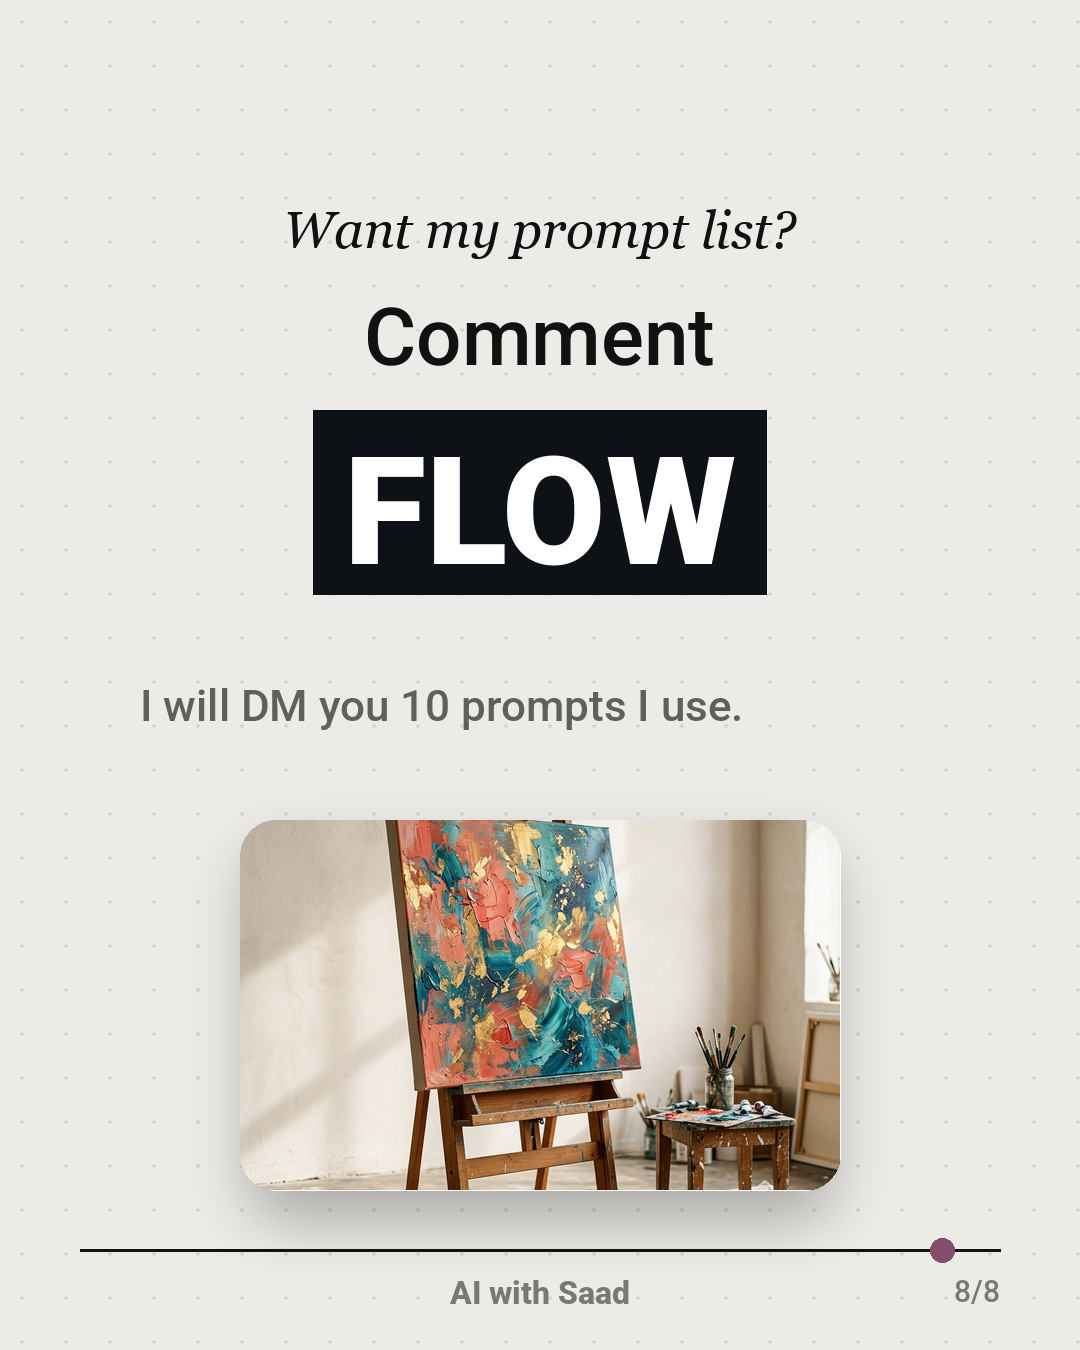 Want my prompt list?
Comment
FLOW
I will DM you 10 prompts I use.
AI with Saad
8/8